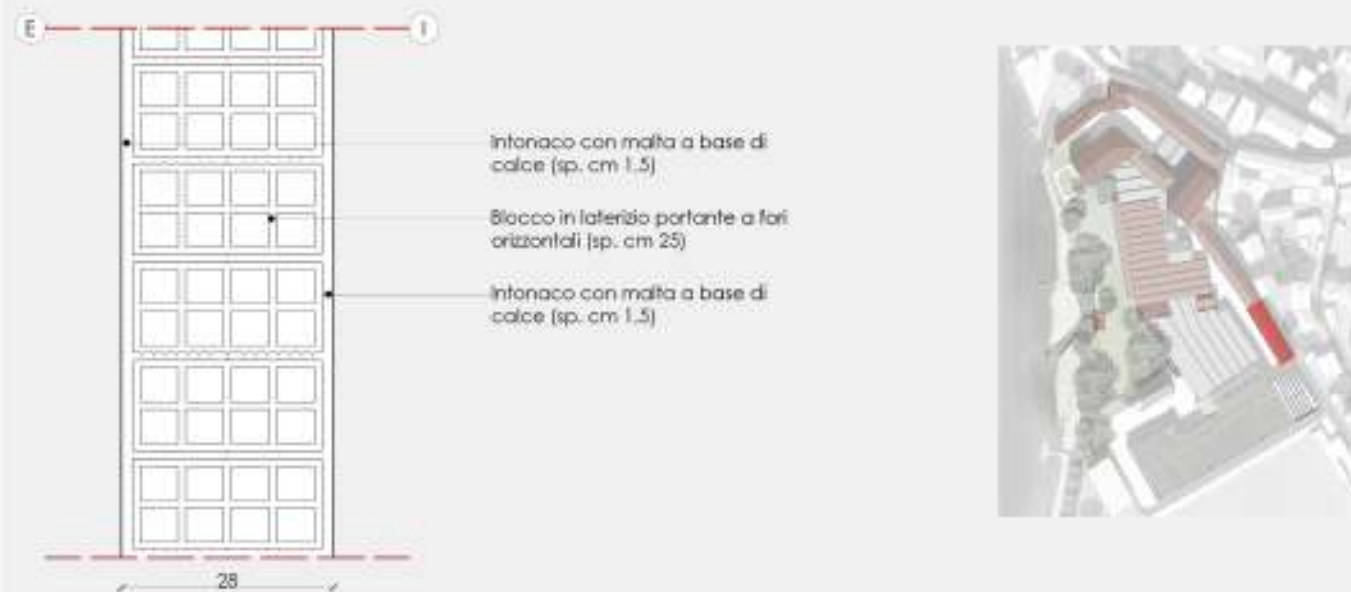 E
I
Intonaco con malta a base di
calce (sp. cm 1.5)
Blocco in laterizio portante a fori
orizzontali (sp. cm 25)
Intonaco con malta a base di
calce (sp. cm 1.5)
28